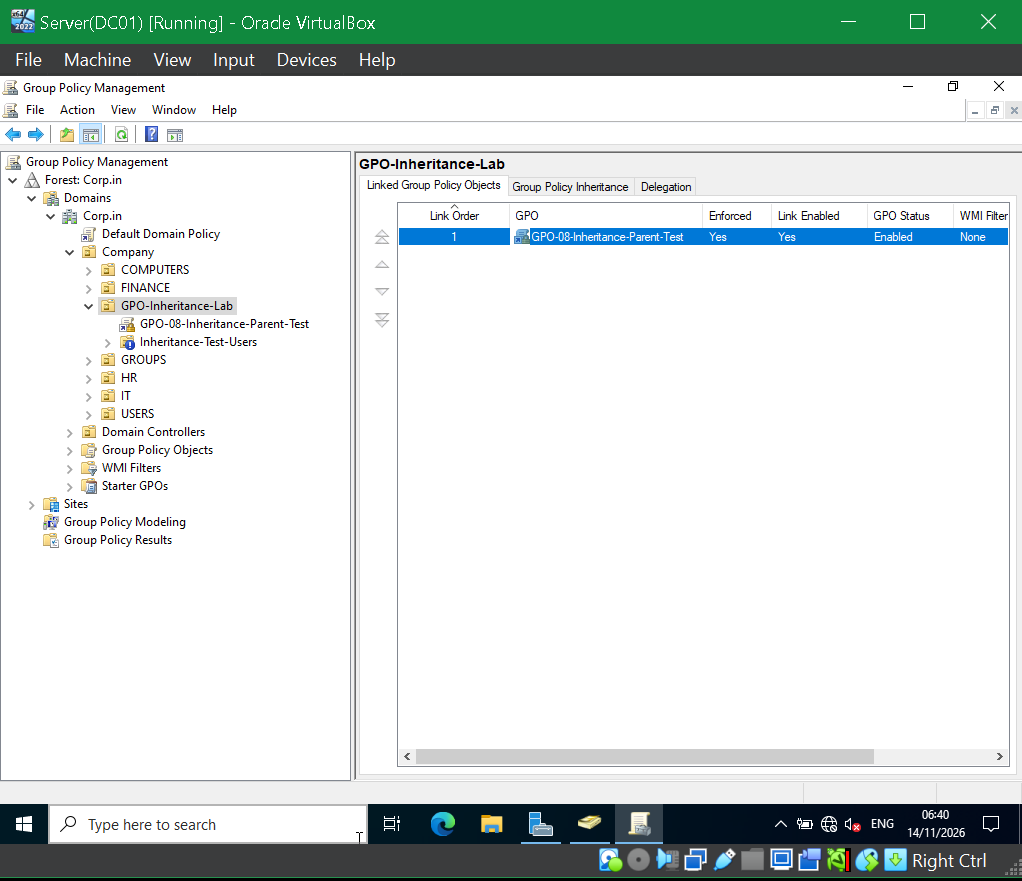 x64
2022
Server(DC01) [Running] - Oracle VirtualBox
File Machine View Input Devices Help
Group Policy Management
File Action View Window Help
Group Policy Management
Forest: Corp.in
Domains
Corp.in
Default Domain Policy
Company
COMPUTERS
FINANCE
GPO-Inheritance-Lab
GPO-08-Inheritance-Parent-Test
Inheritance-Test-Users
GROUPS
HR
IT
USERS
Domain Controllers
Group Policy Objects
WMI Filters
Starter GPOs
Sites
Group Policy Modeling
Group Policy Results
GPO-Inheritance-Lab
Linked Group Policy Objects Group Policy Inheritance Delegation
Link Order GPO Enforced Link Enabled GPO Status WMI Filter
1 GPO-08-Inheritance-Parent-Test Yes Yes Enabled None
Type here to search
ENG
06:40
14/11/2026
Right Ctrl